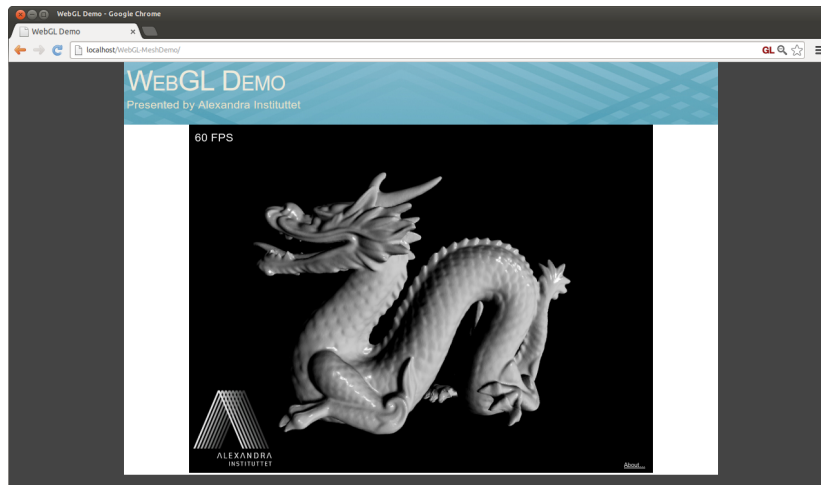 WebGL Demo - Google Chrome
WebGL Demo
localhost/WebGL-MeshDemo/
GL
WEBGL DEMO
Presented by Alexandra Instituttet
60 FPS
ALEXANDRA
INSTITUTTET
About...